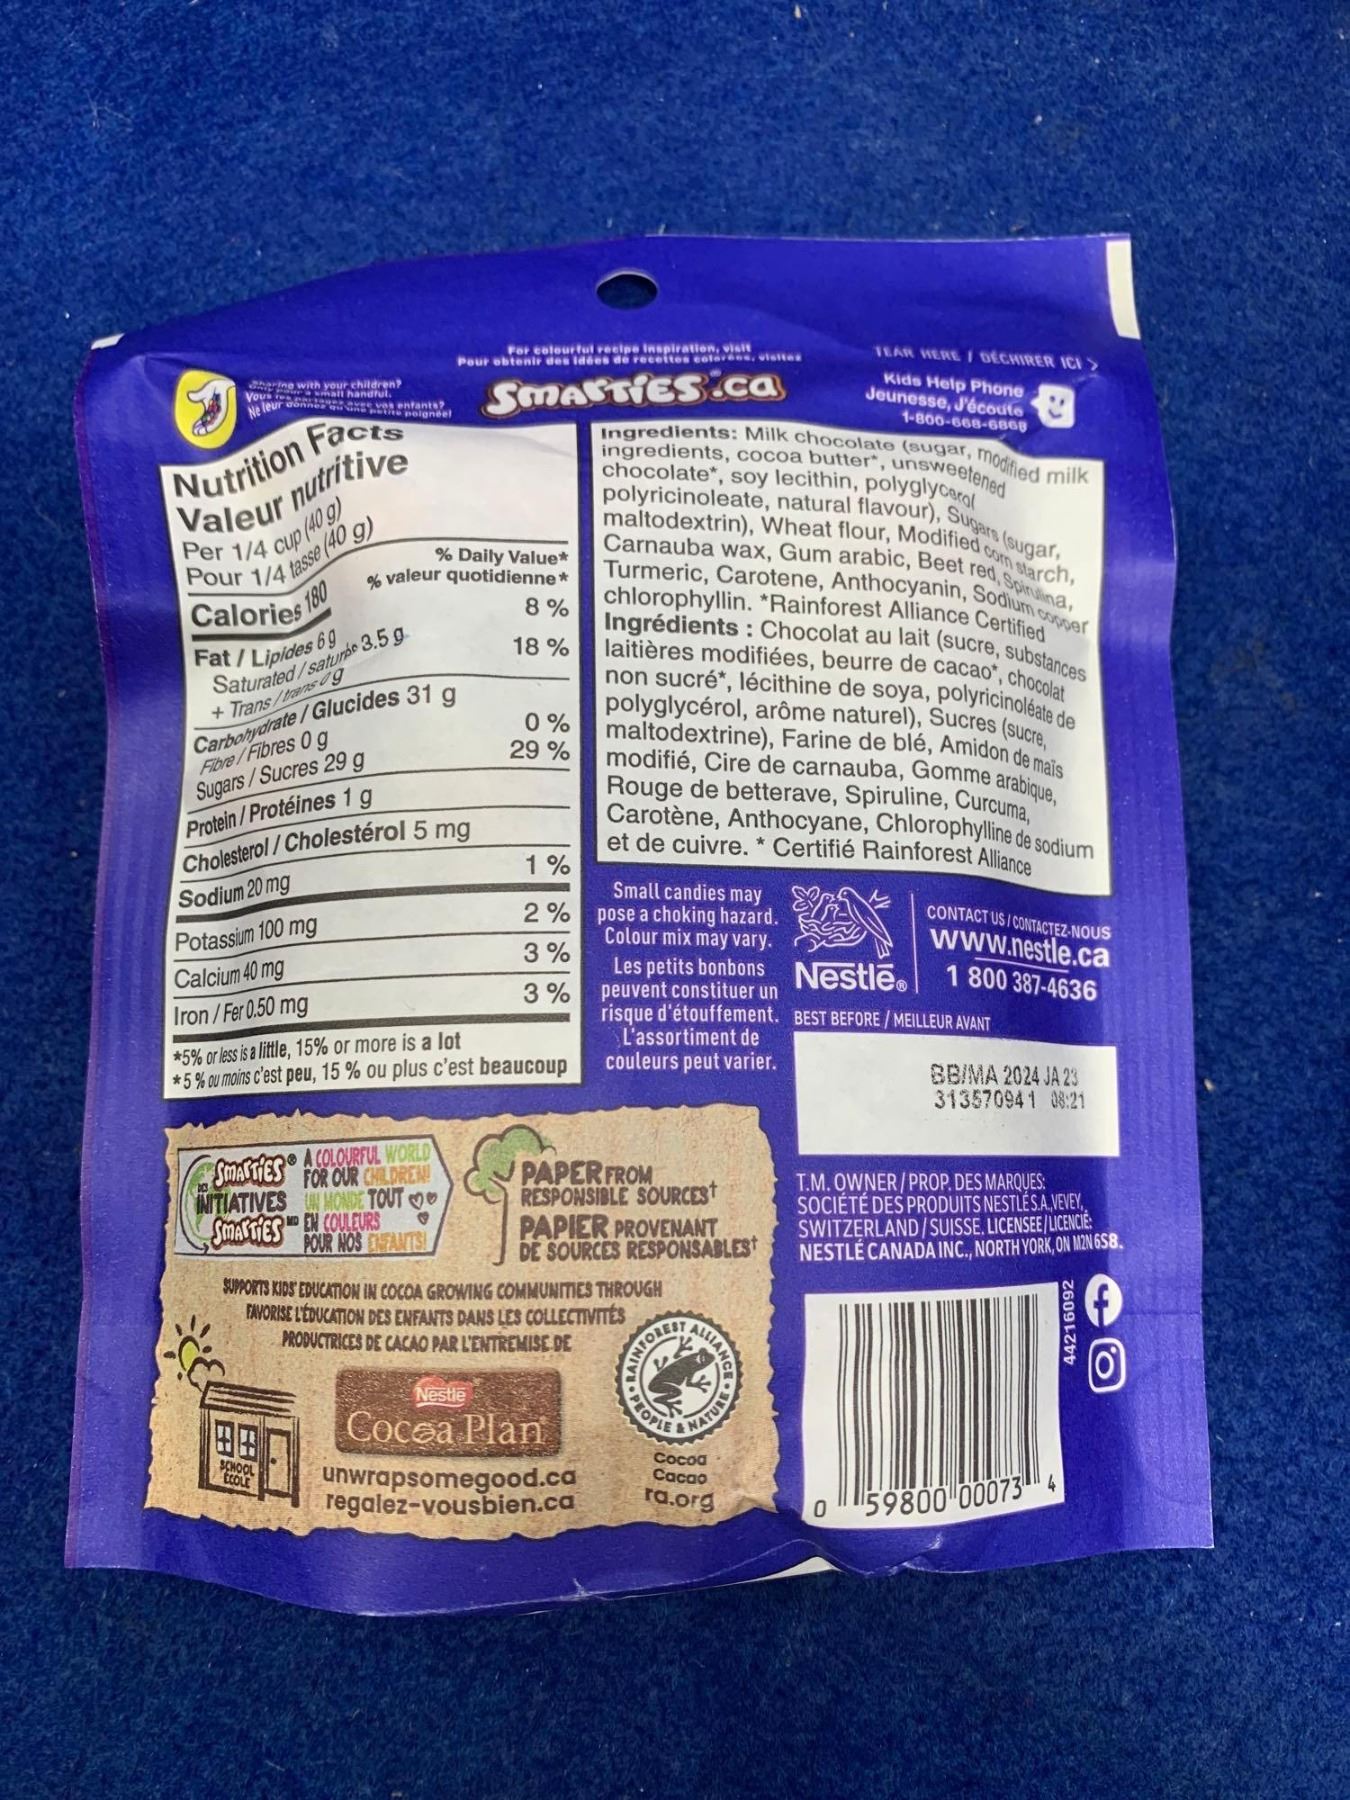 For colourful recipe inspiration, visit
Pour obtenir des idées de recettes colorées, visitez
SMARTIES®.ca
TEAR HERE / DÉCHIRER ICI >
Kids Help Phone
Jeunesse, J'écoute
1-800-668-6868
Sharing with your children?
Only pour a small handful.
Vous les partagez avec vos enfants?
Ne leur donnez qu'une petite poignée!
Nutrition Facts
Valeur nutritive
Per 1/4 cup (40 g)
Pour 1/4 tasse (40 g)
% Daily Value*
% valeur quotidienne*
Calories 180
Fat / Lipides 6 g 8 %
Saturated / saturés 3.5 g
+ Trans / trans 0 g 18 %
Carbohydrate / Glucides 31 g
Fibre / Fibres 0 g 0 %
Sugars / Sucres 29 g 29 %
Protein / Protéines 1 g
Cholesterol / Cholestérol 5 mg
Sodium 20 mg 1 %
Potassium 100 mg 2 %
Calcium 40 mg 3 %
Iron / Fer 0.50 mg 3 %
*5% or less is a little, 15% or more is a lot
*5 % ou moins c'est peu, 15 % ou plus c'est beaucoup
Ingredients: Milk chocolate (sugar, modified milk
ingredients, cocoa butter*, unsweetened
chocolate*, soy lecithin, polyglycerol
polyricinoleate, natural flavour), Sugars (sugar,
maltodextrin), Wheat flour, Modified corn starch,
Carnauba wax, Gum arabic, Beet red, Spirulina,
Turmeric, Carotene, Anthocyanin, Sodium copper
chlorophyllin. *Rainforest Alliance Certified
Ingrédients : Chocolat au lait (sucre, substances
laitières modifiées, beurre de cacao*, chocolat
non sucré*, lécithine de soya, polyricinoléate de
polyglycérol, arôme naturel), Sucres (sucre,
maltodextrine), Farine de blé, Amidon de maïs
modifié, Cire de carnauba, Gomme arabique,
Rouge de betterave, Spiruline, Curcuma,
Carotène, Anthocyane, Chlorophylline de sodium
et de cuivre. * Certifié Rainforest Alliance
Small candies may
pose a choking hazard.
Colour mix may vary.
Les petits bonbons
peuvent constituer un
risque d'étouffement.
L'assortiment de
couleurs peut varier.
Nestlé®
CONTACT US / CONTACTEZ-NOUS
www.nestle.ca
1 800 387-4636
BEST BEFORE / MEILLEUR AVANT
BB/MA 2024 JA 23
313570941 08:21
T.M. OWNER / PROP. DES MARQUES:
SOCIÉTÉ DES PRODUITS NESTLÉ S.A., VEVEY,
SWITZERLAND / SUISSE. LICENSEE / LICENCIÉ:
NESTLÉ CANADA INC., NORTH YORK, ON M2N 6S8.
44216092
0 59800 00073 4
SMARTIES®
DES
INITIATIVES
SMARTIES MD
A COLOURFUL WORLD
FOR OUR CHILDREN!
UN MONDE TOUT
EN COULEURS
POUR NOS ENFANTS!
PAPER FROM
RESPONSIBLE SOURCES†
PAPIER PROVENANT
DE SOURCES RESPONSABLES†
SUPPORTS KIDS' EDUCATION IN COCOA GROWING COMMUNITIES THROUGH
FAVORISE L'ÉDUCATION DES ENFANTS DANS LES COLLECTIVITÉS
PRODUCTRICES DE CACAO PAR L'ENTREMISE DE
SCHOOL
ÉCOLE
Nestlé
Cocoa Plan
unwrapsomegood.ca
regalez-vousbien.ca
RAINFOREST ALLIANCE
PEOPLE & NATURE
Cocoa
Cacao
ra.org